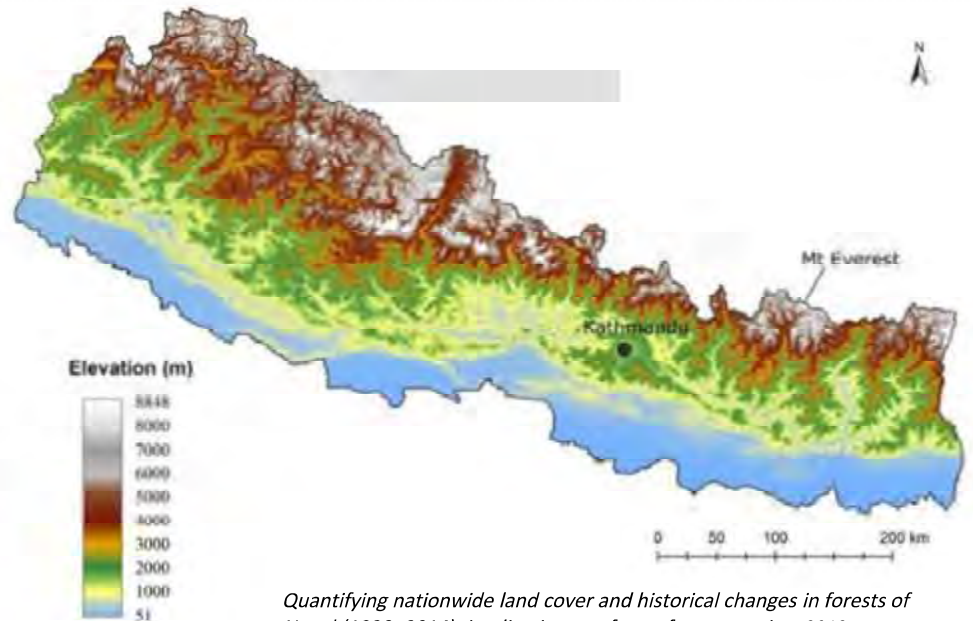 N
Mt Everest
Kathmandu
Elevation (m)
8848
8000
7000
6000
5000
4000
3000
2000
1000
51
0 50 100 200 km
Quantifying nationwide land cover and historical changes in forests of